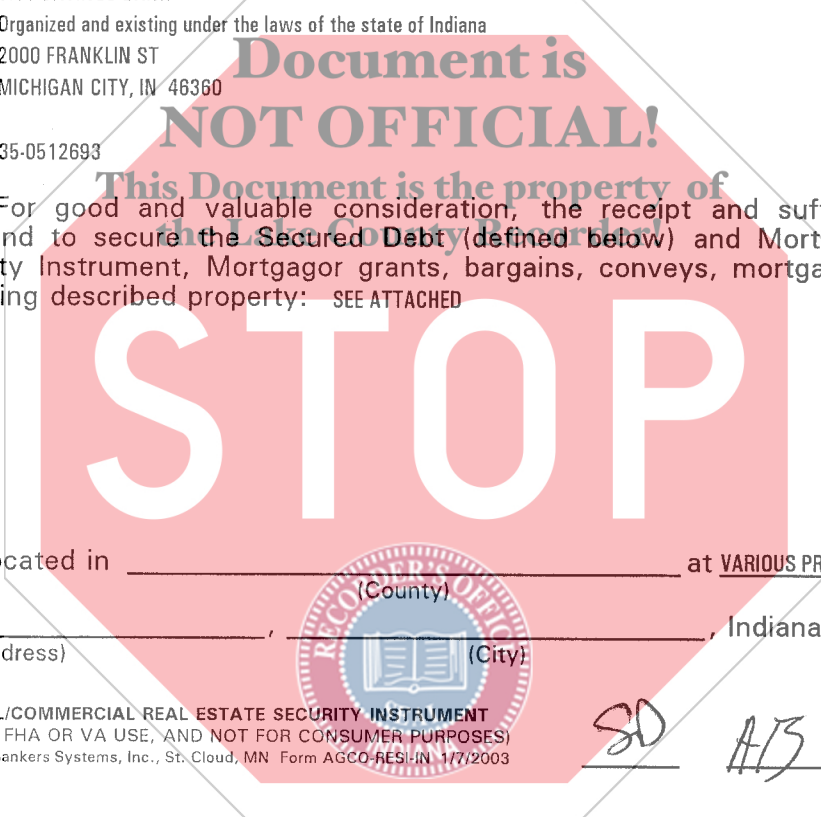 Organized and existing under the laws of the state of Indiana
2000 FRANKLIN ST
MICHIGAN CITY, IN 46360
35-0512693
Document is
NOT OFFICIAL!
This Document is the property of
the Lake County Recorder!
For good and valuable consideration, the receipt and suf
nd to secure the Secured Debt (defined below) and Mort
ty Instrument, Mortgagor grants, bargains, conveys, mortga
ing described property: SEE ATTACHED
STOP
ocated in at VARIOUS PR
(County)
, , Indiana
dress) (City)
RECORDER'S OFFICE
INDIANA
L/COMMERCIAL REAL ESTATE SECURITY INSTRUMENT
FHA OR VA USE, AND NOT FOR CONSUMER PURPOSES)
ankers Systems, Inc., St. Cloud, MN Form AGCO-RESI-IN 1/7/2003
SD AB